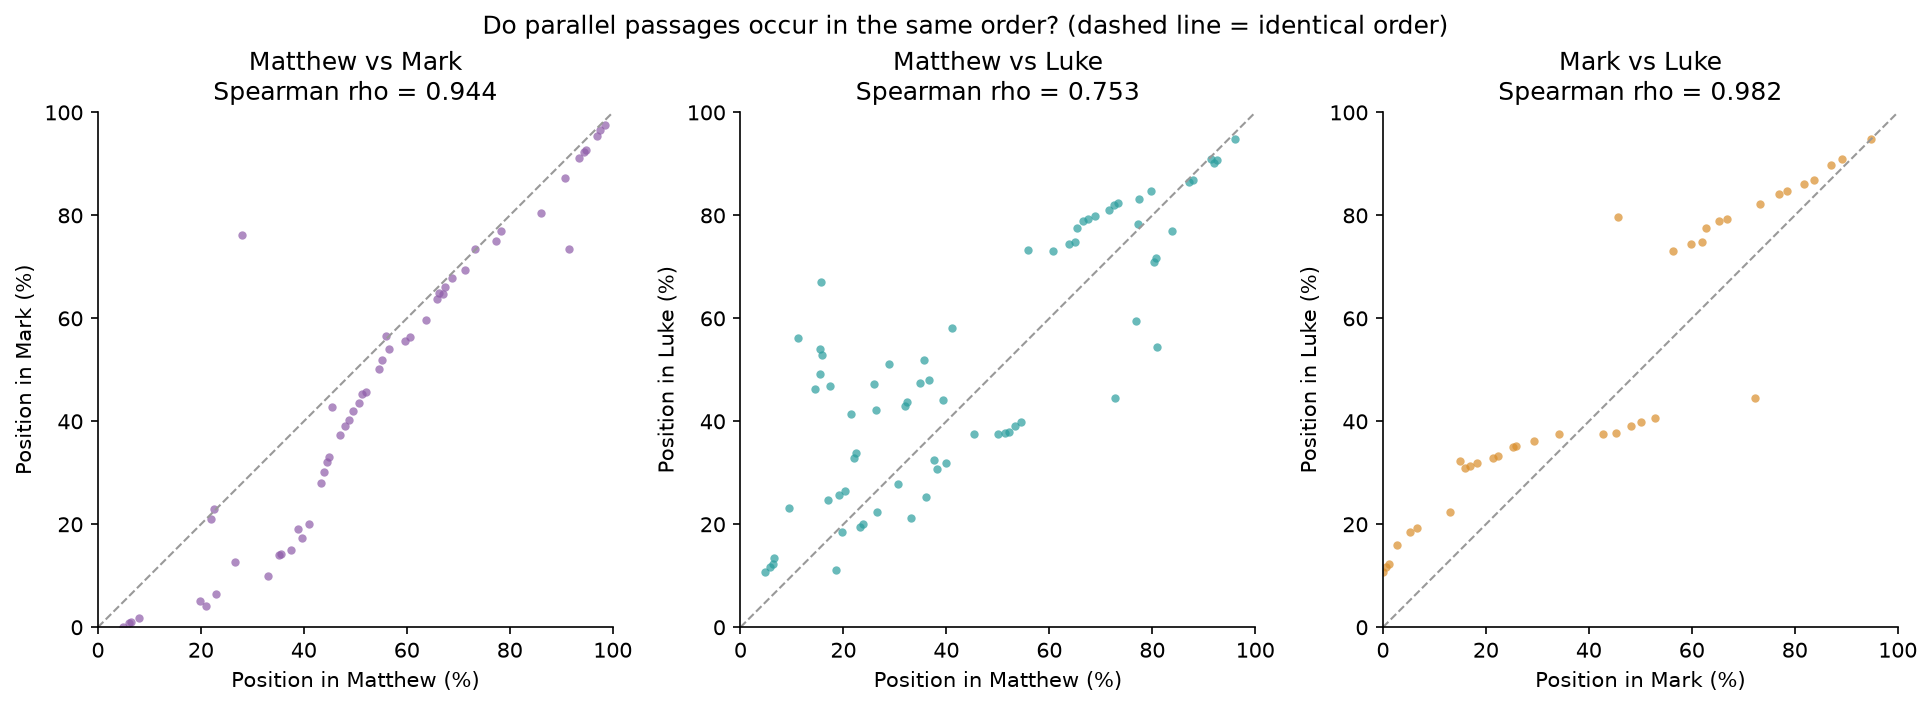 Do parallel passages occur in the same order? (dashed line = identical order)
Matthew vs Mark
Spearman rho = 0.944
100
80
60
40
20
0
Position in Mark (%)
0 20 40 60 80 100
Position in Matthew (%)
Matthew vs Luke
Spearman rho = 0.753
100
80
60
40
20
0
Position in Luke (%)
0 20 40 60 80 100
Position in Matthew (%)
Mark vs Luke
Spearman rho = 0.982
100
80
60
40
20
0
Position in Luke (%)
0 20 40 60 80 100
Position in Mark (%)